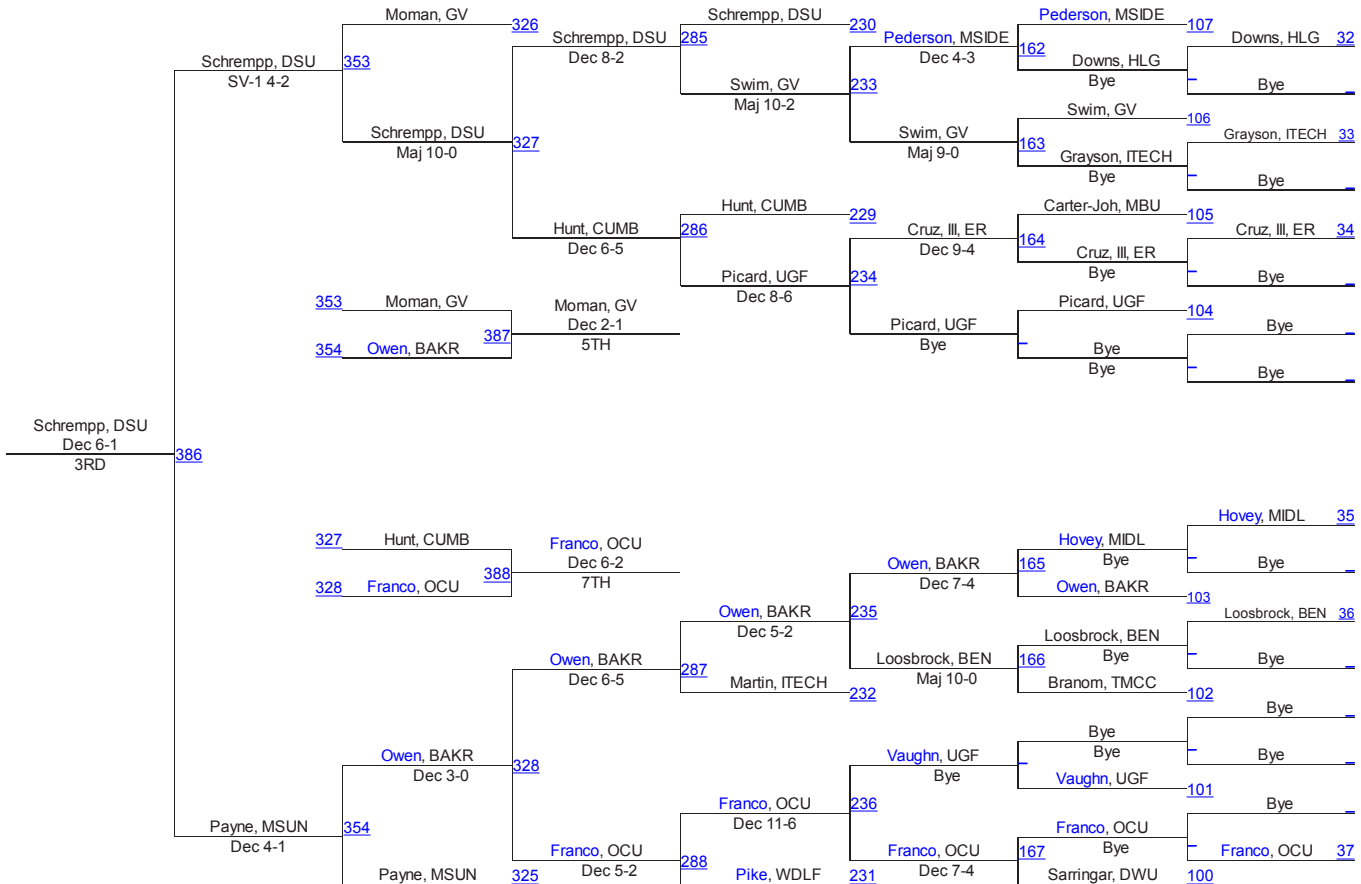 Moman, GV 326 Schrempp, DSU 230 Pederson, MSIDE 107
Schrempp, DSU 285 Pederson, MSIDE Downs, HLG 32
Dec 8-2 Dec 4-3 162
Schrempp, DSU 353 Downs, HLG
SV-1 4-2 Swim, GV 233 Bye Bye
Maj 10-2
Swim, GV 106
Schrempp, DSU 327 Swim, GV 163 Grayson, ITECH 33
Maj 10-0 Maj 9-0 Grayson, ITECH
Bye Bye
Hunt, CUMB 229 Carter-Joh, MBU 105
Hunt, CUMB 286 Cruz, III, ER 164 Cruz, III, ER 34
Dec 6-5 Dec 9-4 Cruz, III, ER
Picard, UGF 234 Bye Bye
Dec 8-6
353 Moman, GV Moman, GV Picard, UGF 104
Dec 2-1 Picard, UGF Bye
354 Owen, BAKR 387 5TH Bye Bye
Bye Bye
Schrempp, DSU
Dec 6-1
3RD 386
Hovey, MIDL 35
327 Hunt, CUMB Franco, OCU Hovey, MIDL
Dec 6-2 Owen, BAKR 165 Bye Bye
328 Franco, OCU 388 7TH Dec 7-4 Owen, BAKR 103
Owen, BAKR 235 Loosbrock, BEN 36
Dec 5-2 Loosbrock, BEN
Owen, BAKR 287 Loosbrock, BEN 166 Bye Bye
Dec 6-5 Martin, ITECH 232 Maj 10-0 Branom, TMCC 102
Bye
Bye
Owen, BAKR 328 Vaughn, UGF Bye Bye
Dec 3-0 Bye Vaughn, UGF 101
Franco, OCU 236 Bye
Dec 11-6
Payne, MSUN 354 Franco, OCU
Dec 4-1 Franco, OCU 288 Franco, OCU 167 Bye Franco, OCU 37
Payne, MSUN 325 Dec 5-2 Pike, WDLF 231 Dec 7-4 Sarringar, DWU 100